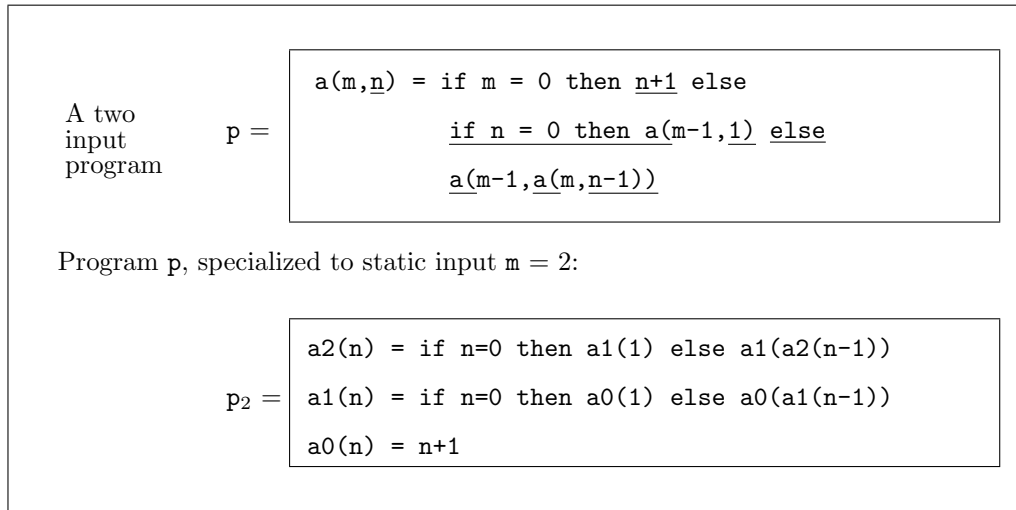 A two
input
program
p =
a(m,n) = if m = 0 then n+1 else
if n = 0 then a(m-1,1) else
a(m-1,a(m,n-1))
Program p, specialized to static input m = 2:
p₂ =
a2(n) = if n=0 then a1(1) else a1(a2(n-1))
a1(n) = if n=0 then a0(1) else a0(a1(n-1))
a0(n) = n+1